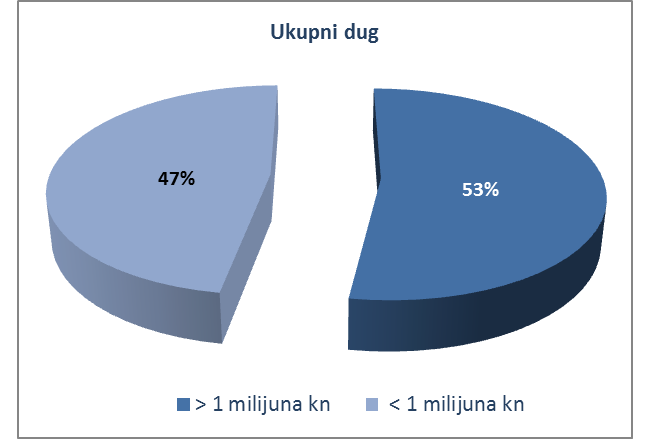 Ukupni dug
47%
53%
> 1 milijuna kn
< 1 milijuna kn